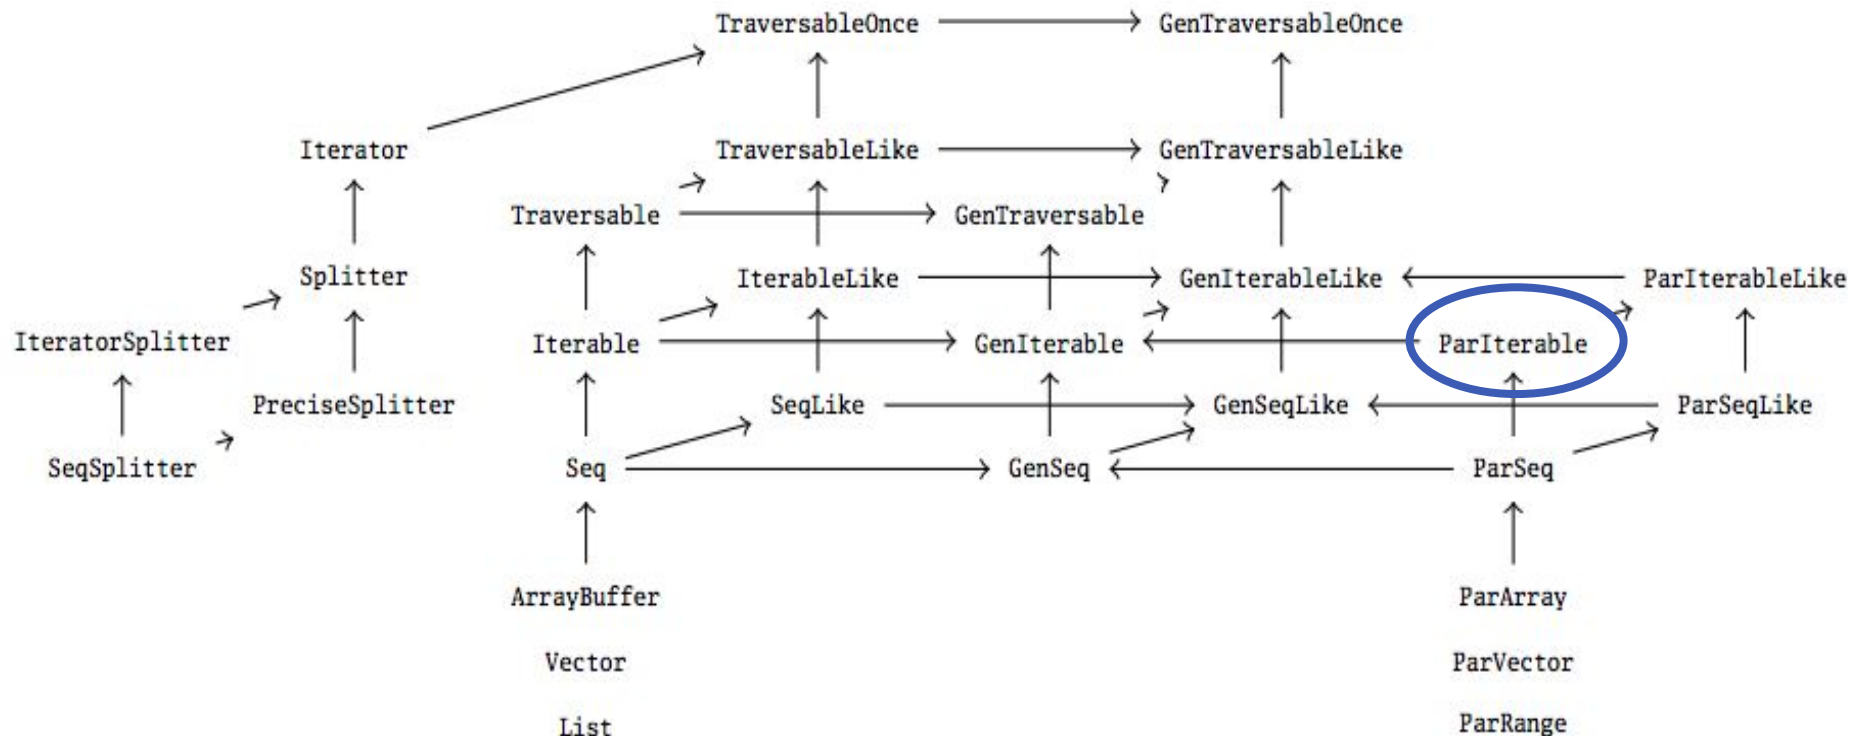 TraversableOnce GenTraversableOnce
Iterator TraversableLike GenTraversableLike
Traversable GenTraversable
Splitter IterableLike GenIterableLike ParIterableLike
IteratorSplitter Iterable GenIterable ParIterable
PreciseSplitter SeqLike GenSeqLike ParSeqLike
SeqSplitter Seq GenSeq ParSeq
ArrayBuffer ParArray
Vector ParVector
List ParRange